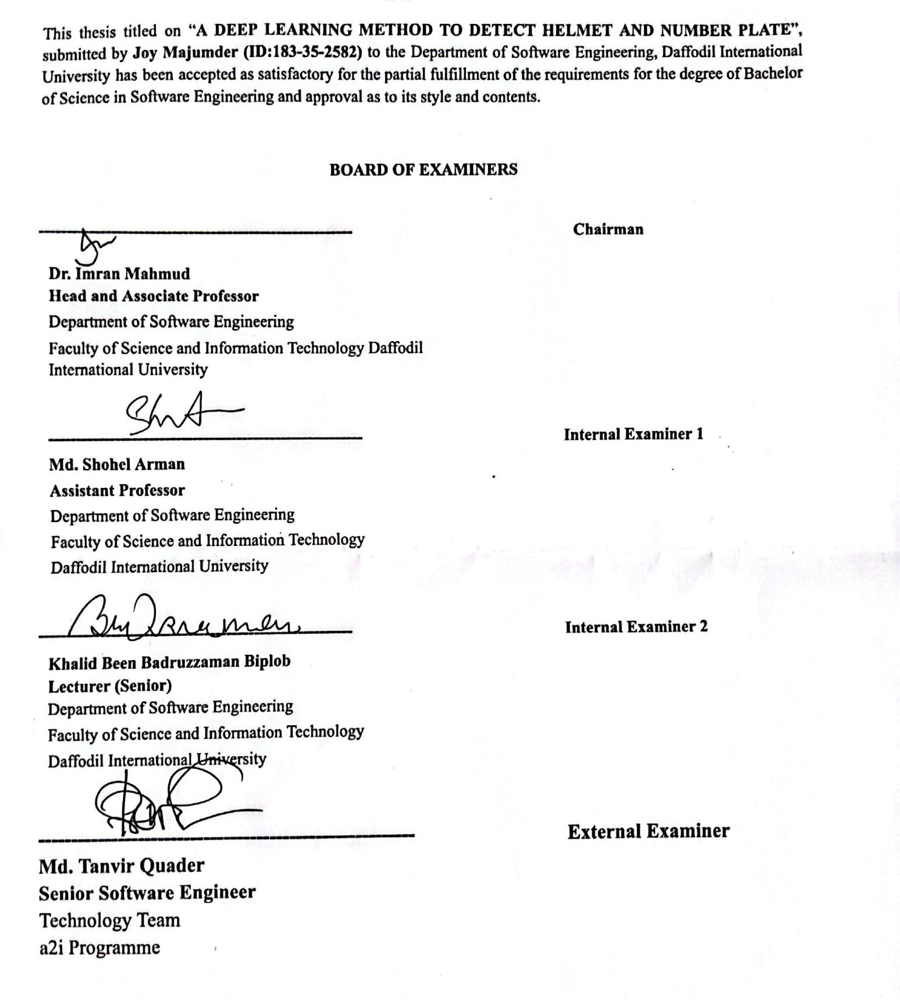 This thesis titled on “A DEEP LEARNING METHOD TO DETECT HELMET AND NUMBER PLATE”,
submitted by Joy Majumder (ID:183-35-2582) to the Department of Software Engineering, Daffodil International
University has been accepted as satisfactory for the partial fulfillment of the requirements for the degree of Bachelor
of Science in Software Engineering and approval as to its style and contents.
BOARD OF EXAMINERS
Chairman
Dr. Imran Mahmud
Head and Associate Professor
Department of Software Engineering
Faculty of Science and Information Technology Daffodil
International University
Internal Examiner 1
Md. Shohel Arman
Assistant Professor
Department of Software Engineering
Faculty of Science and Information Technology
Daffodil International University
Internal Examiner 2
Khalid Been Badruzzaman Biplob
Lecturer (Senior)
Department of Software Engineering
Faculty of Science and Information Technology
Daffodil International University
External Examiner
Md. Tanvir Quader
Senior Software Engineer
Technology Team
a2i Programme